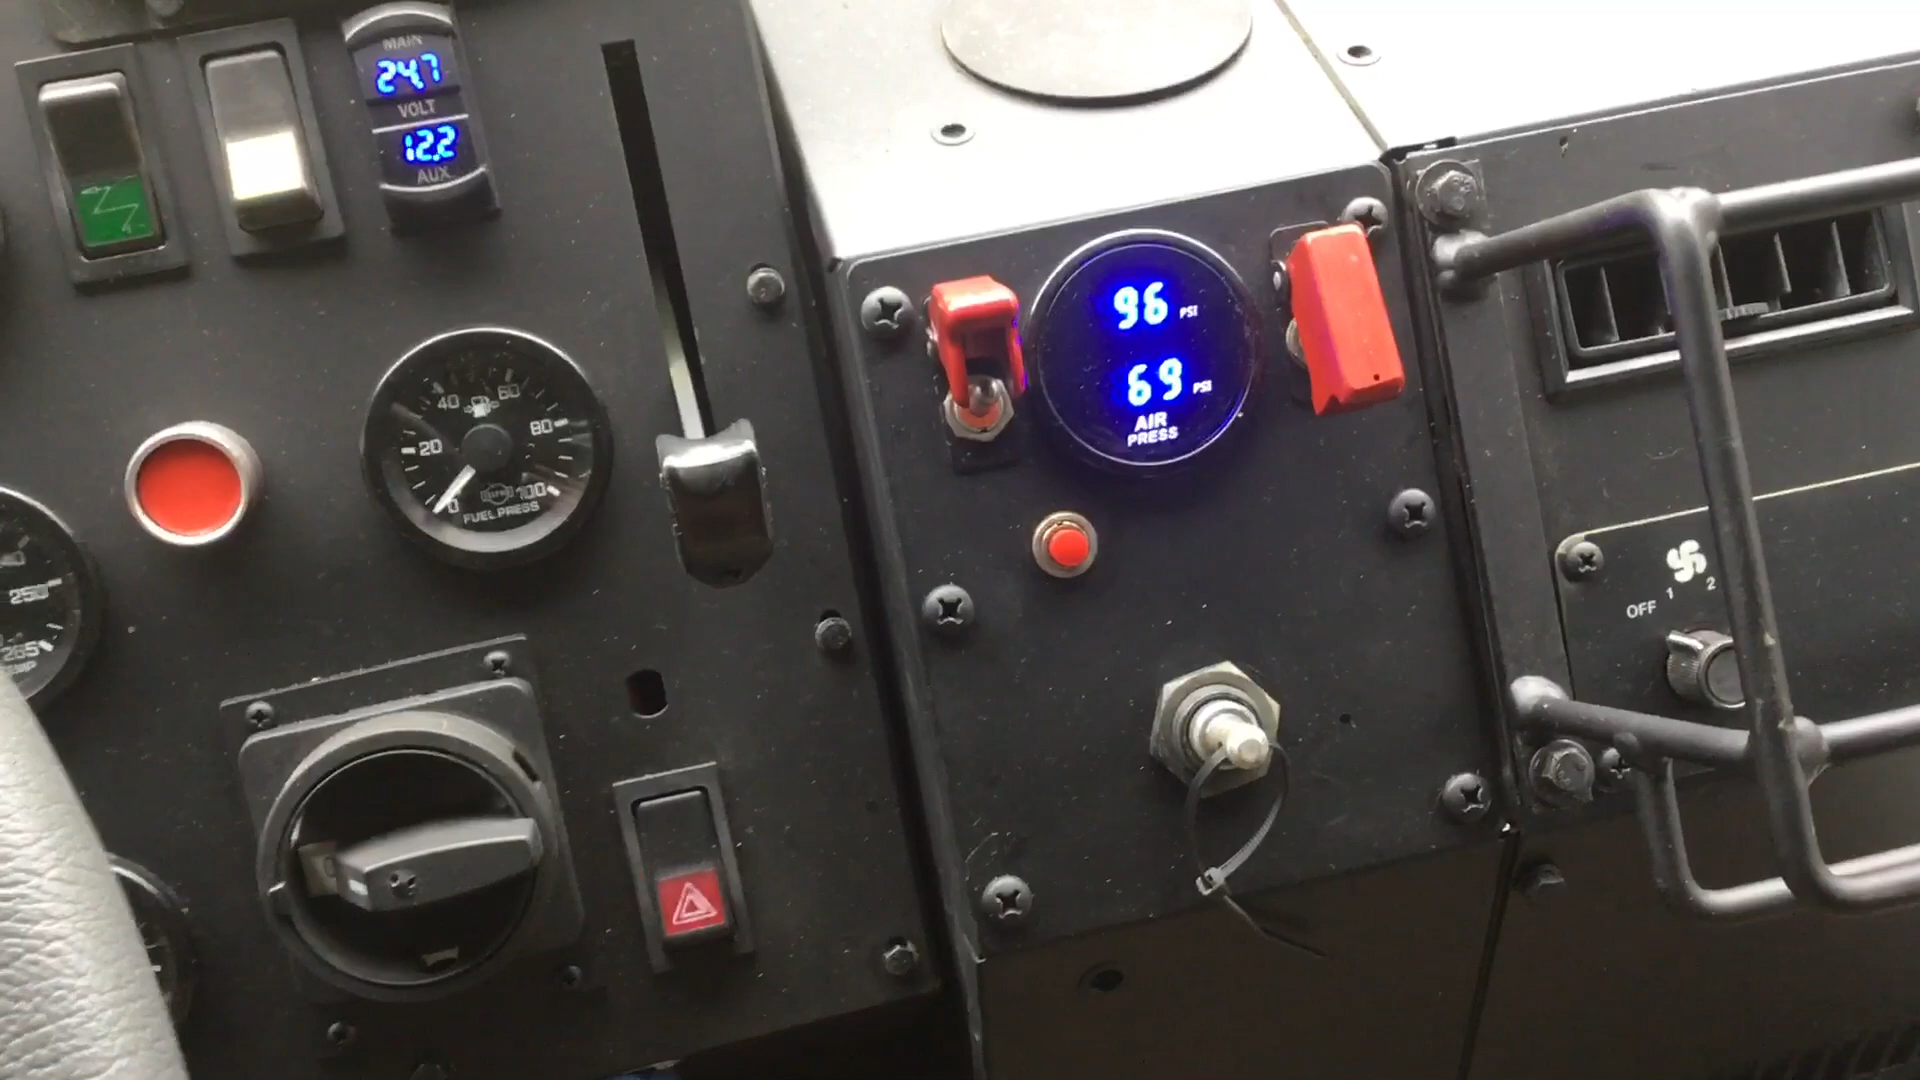 MAIN
24.7
VOLT
12.2
AUX
96 PSI
69 PSI
AIR
PRESS
40 60
20 80
0 100
FUEL PRESS
250
265
OFF 1 2